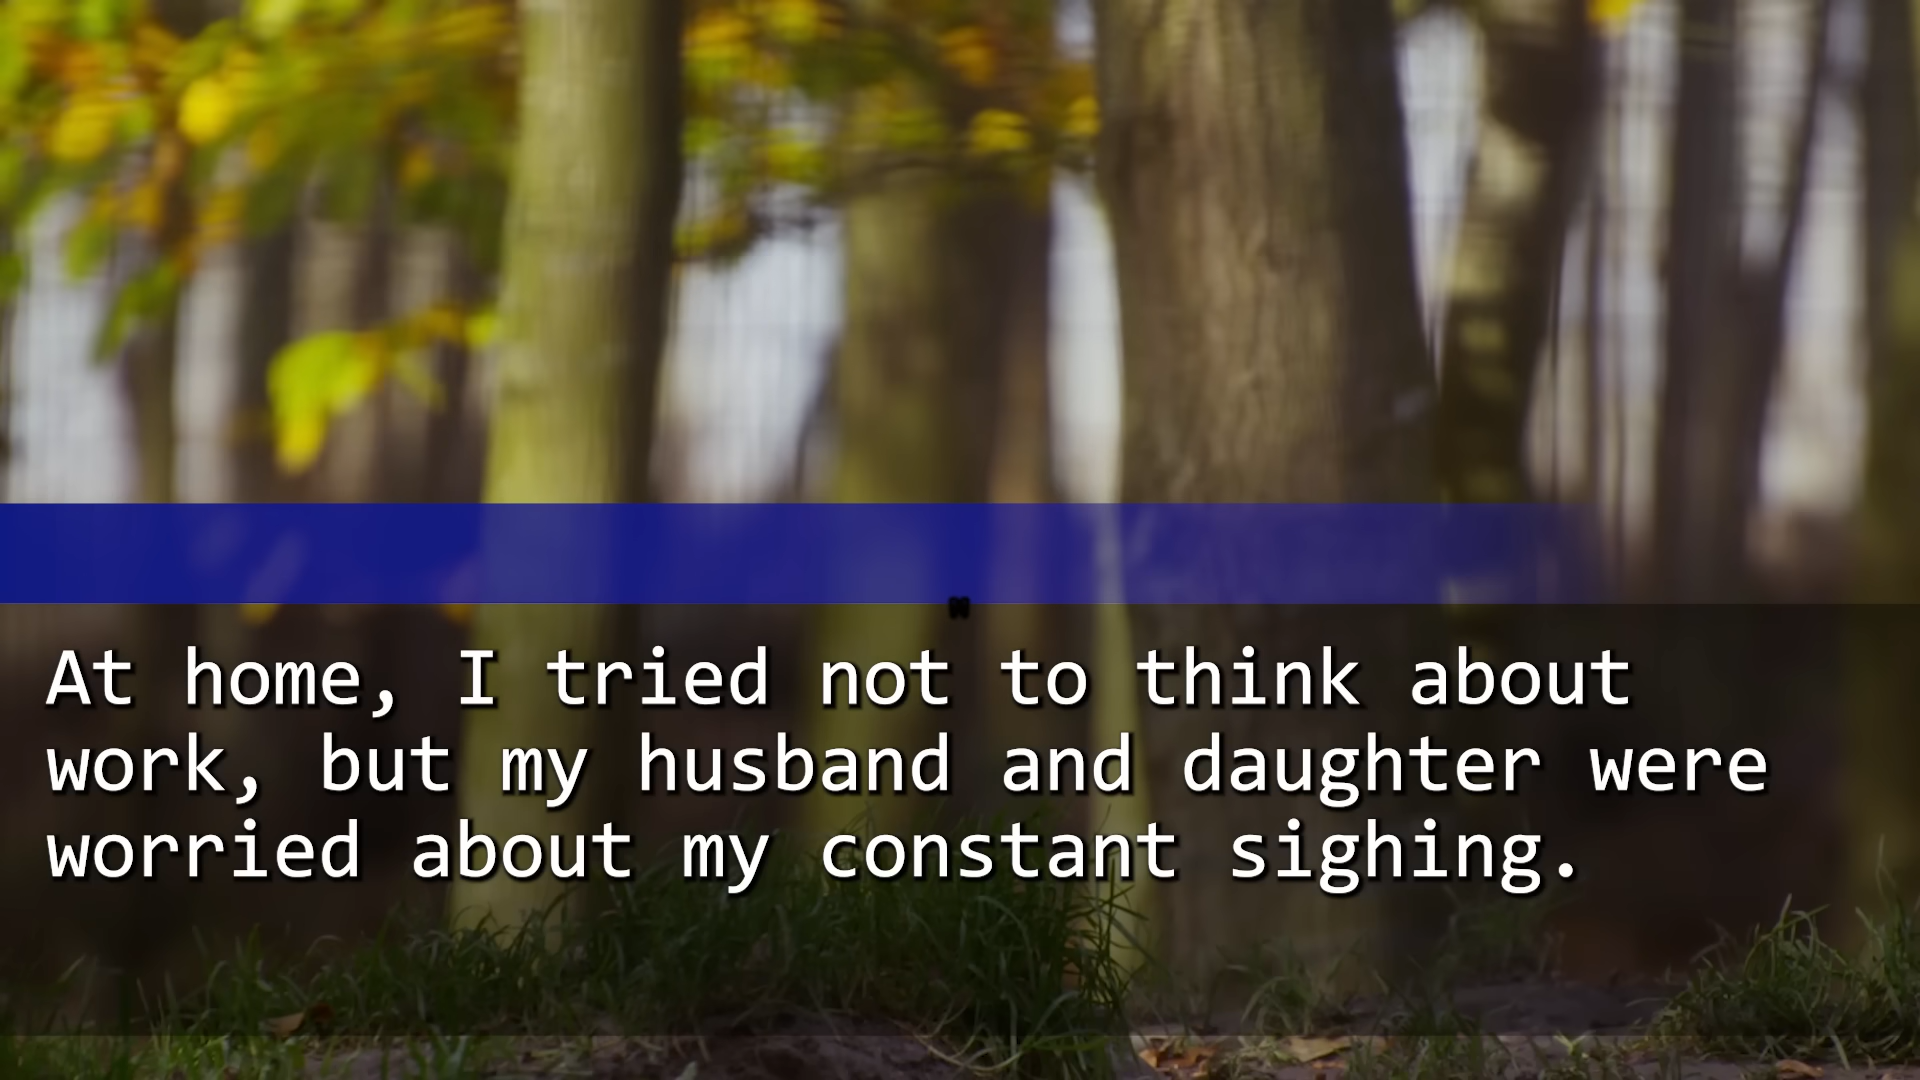 At home, I tried not to think about
work, but my husband and daughter were
worried about my constant sighing.